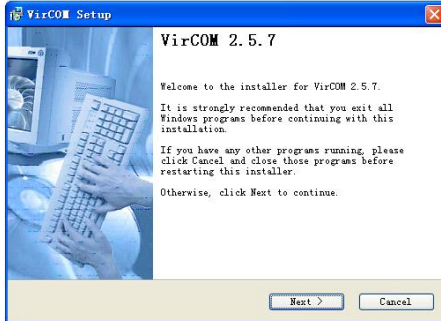 VirCOM Setup
VirCOM 2.5.7
Welcome to the installer for VirCOM 2.5.7.
It is strongly recommended that you exit all
Windows programs before continuing with this
installation.
If you have any other programs running, please
click Cancel and close those programs before
restarting this installer.
Otherwise, click Next to continue.
Next >
Cancel